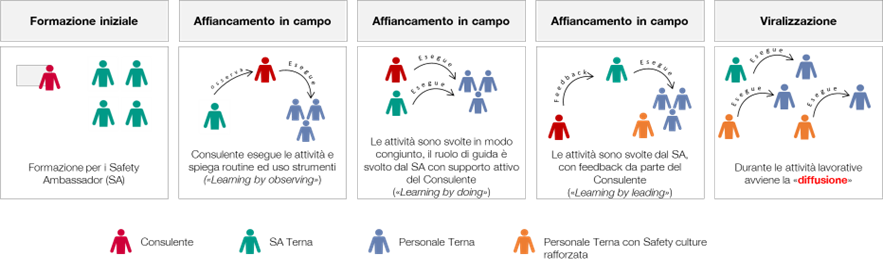 Formazione iniziale
Affiancamento in campo
Affiancamento in campo
Affiancamento in campo
Viralizzazione
Osserva
Esegue
Esegue
Esegue
Feedback
Esegue
Esegue
Esegue
Esegue
Formazione per i Safety
Ambassador (SA)
Consulente esegue le attività e
spiega routine ed uso strumenti
(«Learning by observing»)
Le attività sono svolte in modo
congiunto, il ruolo di guida è
svolto dal SA con supporto attivo
del Consulente
(«Learning by doing»)
Le attività sono svolte dal SA,
con feedback da parte del
Consulente
(«Learning by leading»)
Durante le attività lavorative
avviene la «diffusione»
Consulente
SA Terna
Personale Terna
Personale Terna con Safety culture
rafforzata